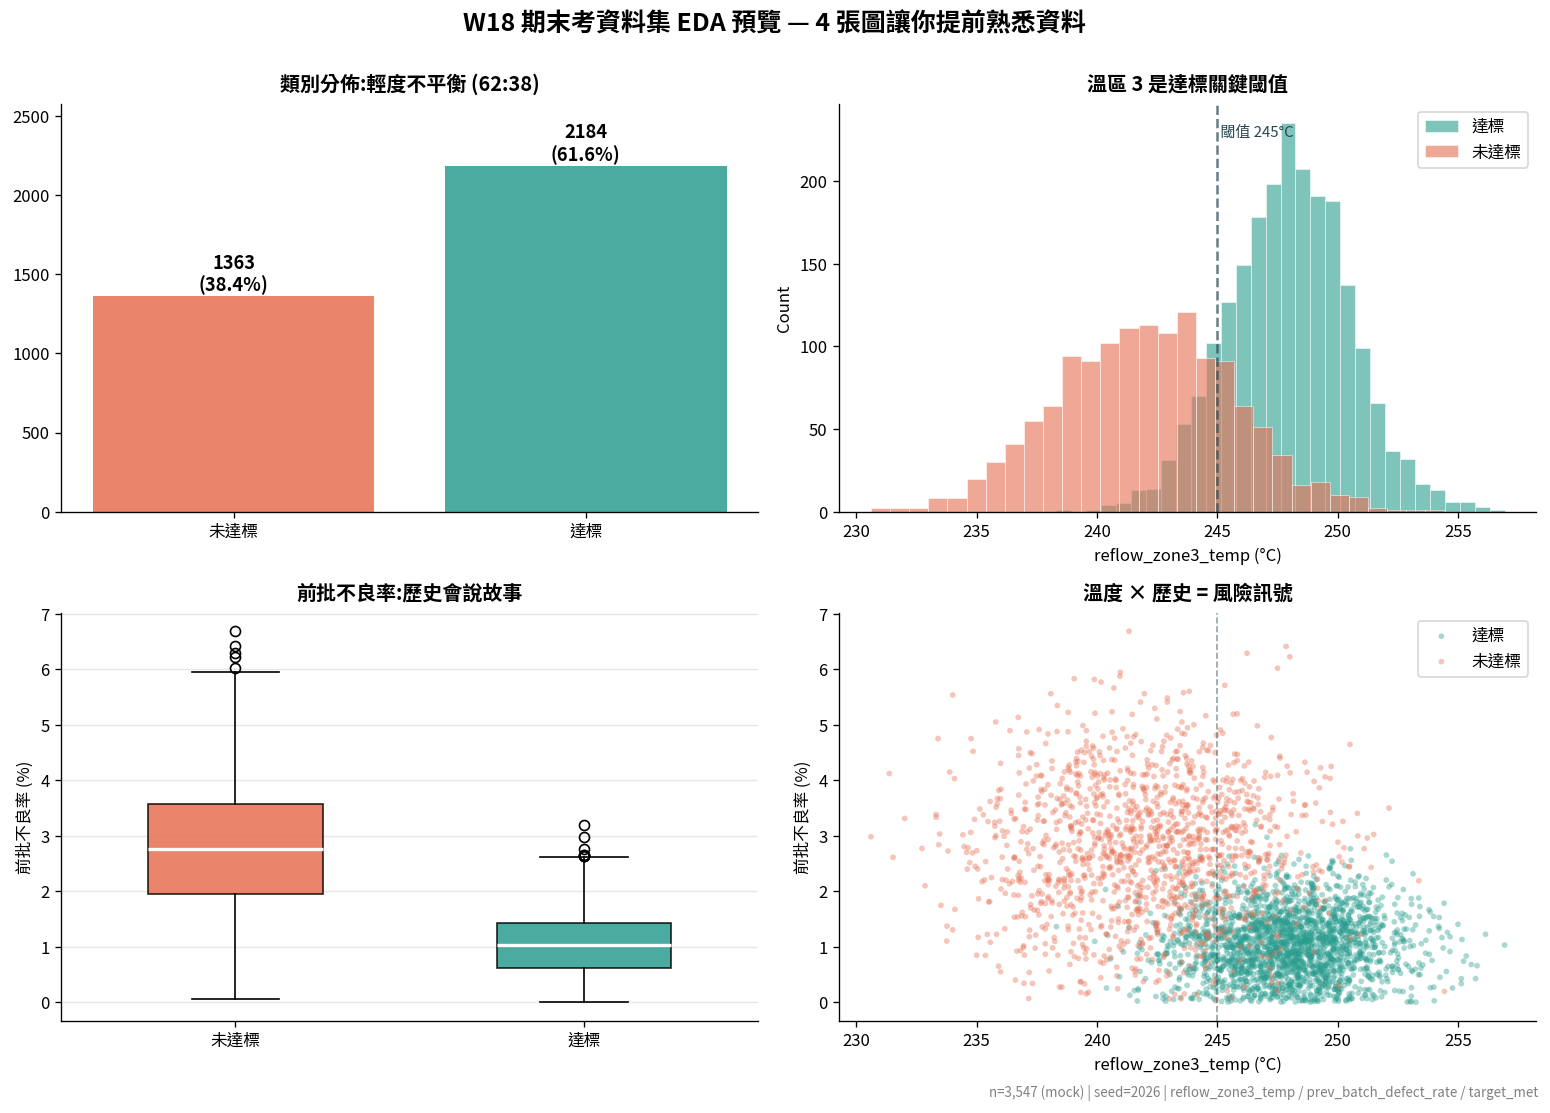 W18 期末考資料集 EDA 預覽 — 4 張圖讓你提前熟悉資料
類別分佈:輕度不平衡 (62:38)
2500
2000
1500
1000
500
0
1363
(38.4%)
2184
(61.6%)
未達標
達標
溫區 3 是達標關鍵閾值
閾值 245°C
達標
未達標
Count
200
150
100
50
0
230
235
240
245
250
255
reflow_zone3_temp (°C)
前批不良率:歷史會說故事
前批不良率 (%)
7
6
5
4
3
2
1
0
未達標
達標
溫度 × 歷史 = 風險訊號
達標
未達標
前批不良率 (%)
7
6
5
4
3
2
1
0
230
235
240
245
250
255
reflow_zone3_temp (°C)
n=3,547 (mock) | seed=2026 | reflow_zone3_temp / prev_batch_defect_rate / target_met